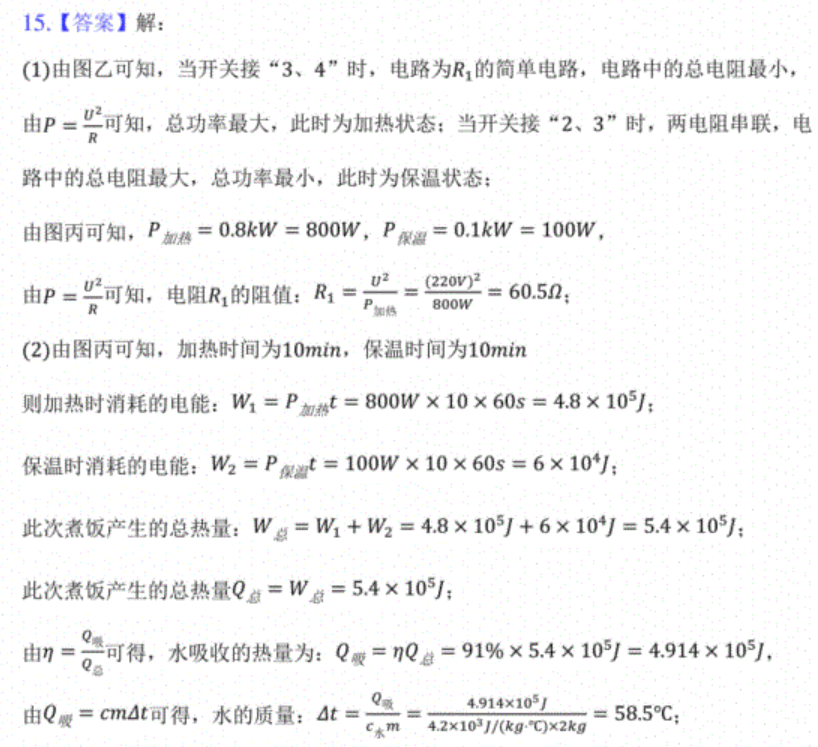 15.【答案】解：
(1)由图乙可知，当开关接“3、4”时，电路为R₁的简单电路，电路中的总电阻最小，
由P = U²/R可知，总功率最大，此时为加热状态；当开关接“2、3”时，两电阻串联，电
路中的总电阻最大，总功率最小，此时为保温状态；
由图丙可知，P加热 = 0.8kW = 800W，P保温 = 0.1kW = 100W，
由P = U²/R可知，电阻R₁的阻值：R₁ = U²/P加热 = (220V)²/800W = 60.5Ω；
(2)由图丙可知，加热时间为10min，保温时间为10min
则加热时消耗的电能：W₁ = P加热t = 800W × 10 × 60s = 4.8 × 10⁵J；
保温时消耗的电能：W₂ = P保温t = 100W × 10 × 60s = 6 × 10⁴J；
此次煮饭产生的总热量：W总 = W₁ + W₂ = 4.8 × 10⁵J + 6 × 10⁴J = 5.4 × 10⁵J；
此次煮饭产生的总热量Q总 = W总 = 5.4 × 10⁵J；
由η = Q吸/Q总可得，水吸收的热量为：Q吸 = ηQ总 = 91% × 5.4 × 10⁵J = 4.914 × 10⁵J，
由Q吸 = cmΔt可得，水的质量：Δt = Q吸/c水m = 4.914×10⁵J/4.2×10³J/(kg·℃)×2kg = 58.5℃；